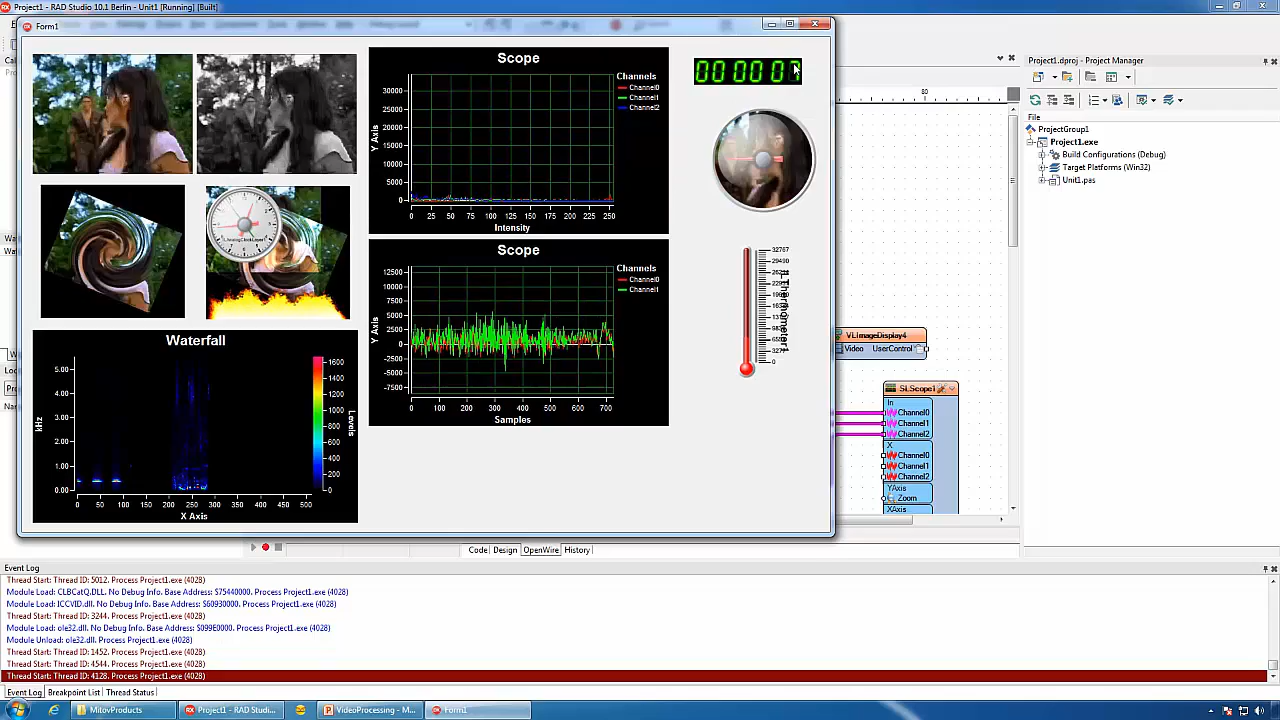 Project1 - RAD Studio 10.1 Berlin - Unit1 [Running] [Built]
Form1
Scope
Channels
Channel0
Channel1
Channel2
30000
25000
20000
15000
10000
5000
0
Y Axis
0 25 50 75 100 125 150 175 200 225 250
Intensity
Scope
Channels
Channel0
Channel1
12500
10000
7500
5000
2500
0
-2500
-5000
-7500
Y Axis
0 100 200 300 400 500 600 700
Samples
Waterfall
5.00
4.00
3.00
2.00
1.00
0.00
kHz
0 50 100 150 200 250 300 350 400 450 500
X Axis
1600
1400
1200
1000
800
600
400
200
0
Levels
32767
29490
0
80
VLImageDisplay4
Video UserControl
SLScope1
In
Channel0
Channel1
Channel2
X
Channel0
Channel1
Channel2
YAxis
Zoom
XAxis
Project1.dproj - Project Manager
File
ProjectGroup1
Project1.exe
Build Configurations (Debug)
Target Platforms (Win32)
Unit1.pas
Code Design OpenWire History
Event Log
Thread Start: Thread ID: 5012. Process Project1.exe (4028)
Module Load: CLBCatQ.DLL. No Debug Info. Base Address: $75440000. Process Project1.exe (4028)
Module Load: ICCVID.dll. No Debug Info. Base Address: $60930000. Process Project1.exe (4028)
Thread Start: Thread ID: 3244. Process Project1.exe (4028)
Module Load: ole32.dll. No Debug Info. Base Address: $099E0000. Process Project1.exe (4028)
Module Unload: ole32.dll. Process Project1.exe (4028)
Thread Start: Thread ID: 1452. Process Project1.exe (4028)
Thread Start: Thread ID: 4544. Process Project1.exe (4028)
Thread Start: Thread ID: 4128. Process Project1.exe (4028)
Event Log Breakpoint List Thread Status
MitovProducts Project1 - RAD Studi... VideoProcessing - M... Form1